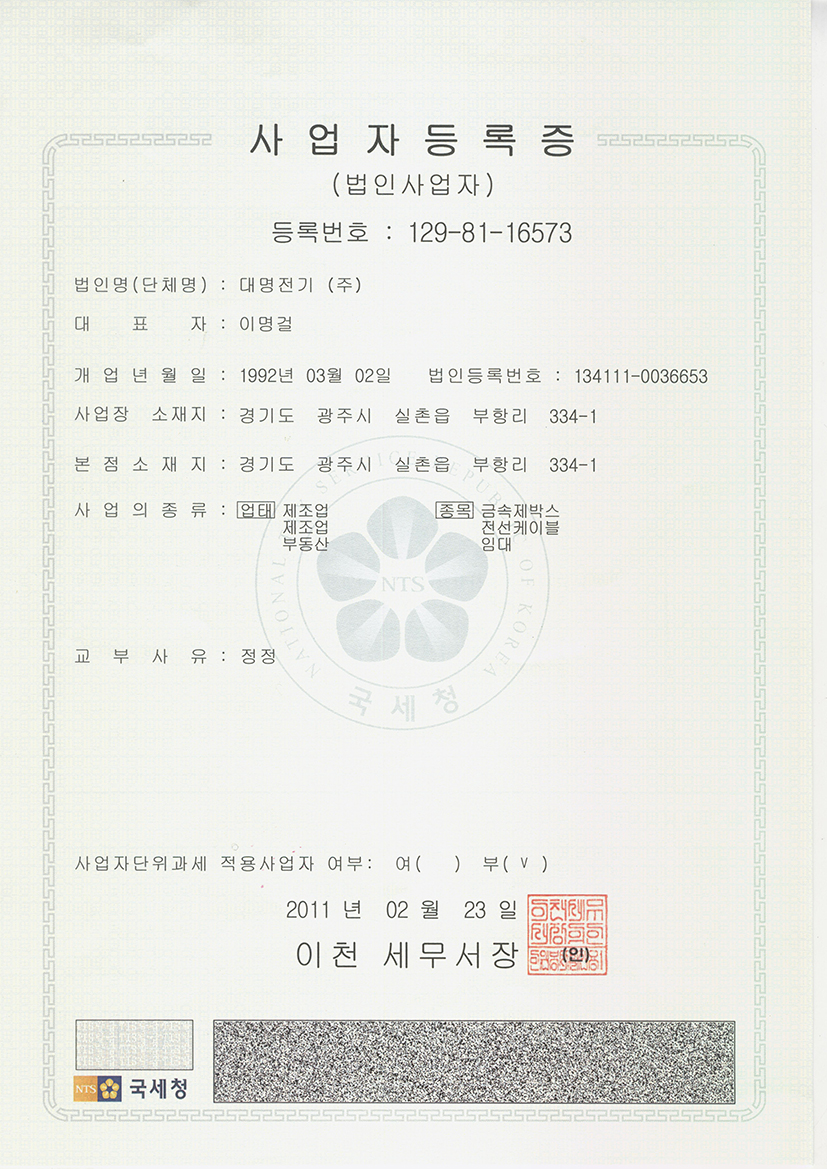 사업자등록증
(법인사업자)
등록번호 : 129-81-16573
법인명(단체명) : 대명전기 (주)
대 표 자 : 이명걸
개 업 년 월 일 : 1992년 03월 02일 법인등록번호 : 134111-0036653
사업장 소재지 : 경기도 광주시 실촌읍 부항리 334-1
본 점 소 재 지 : 경기도 광주시 실촌읍 부항리 334-1
사 업 의 종 류 : 업태 제조업 종목 금속제박스
제조업 전선케이블
부동산 임대
NATIONAL TAX SERVICE REPUBLIC OF KOREA
NTS
국세청
교 부 사 유 : 정정
사업자단위과세 적용사업자 여부: 여( ) 부( v )
2011 년 02 월 23 일
이천 세무서장
(인)
NTS 국세청